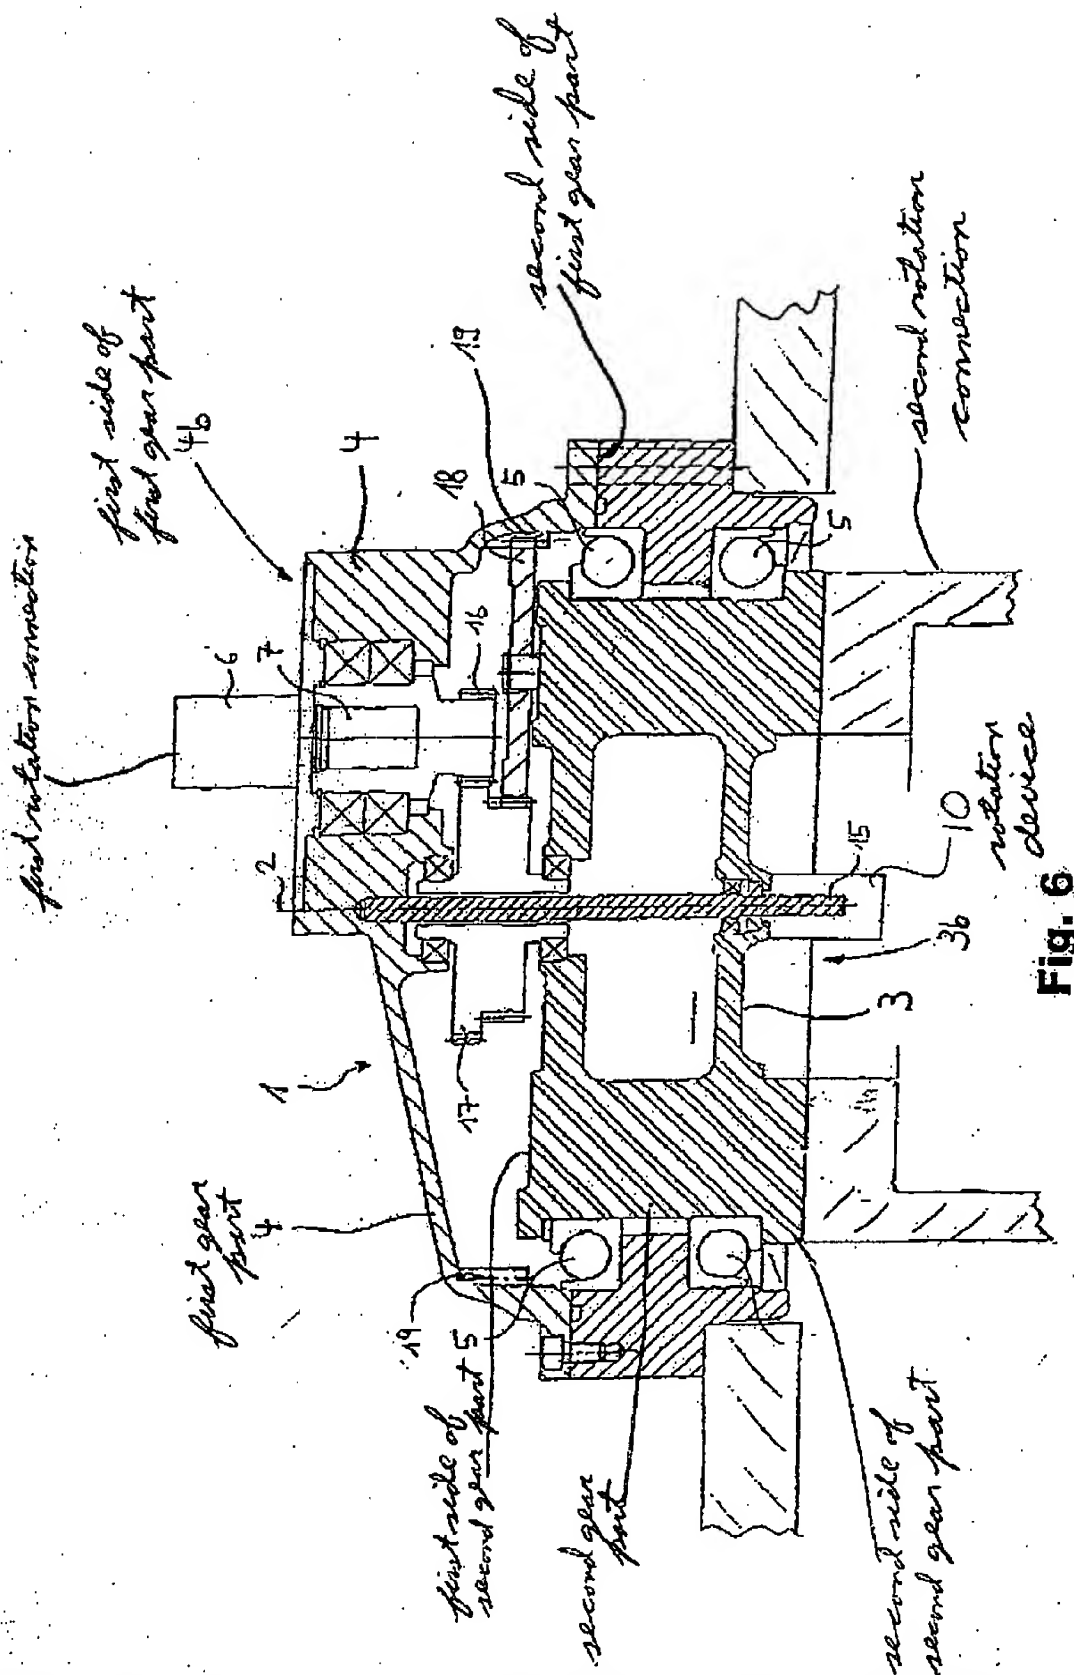 first rotation connection
first side of
first gear part
4b
second side of
first gear part
second rotation
connection
6
7
4
18
19
5
5
16
2
1
17
15
10
rotation
device
3b
3
Fig. 6
first gear
part
4
19
5
first side of
second gear part
second gear
part
second side of
second gear part